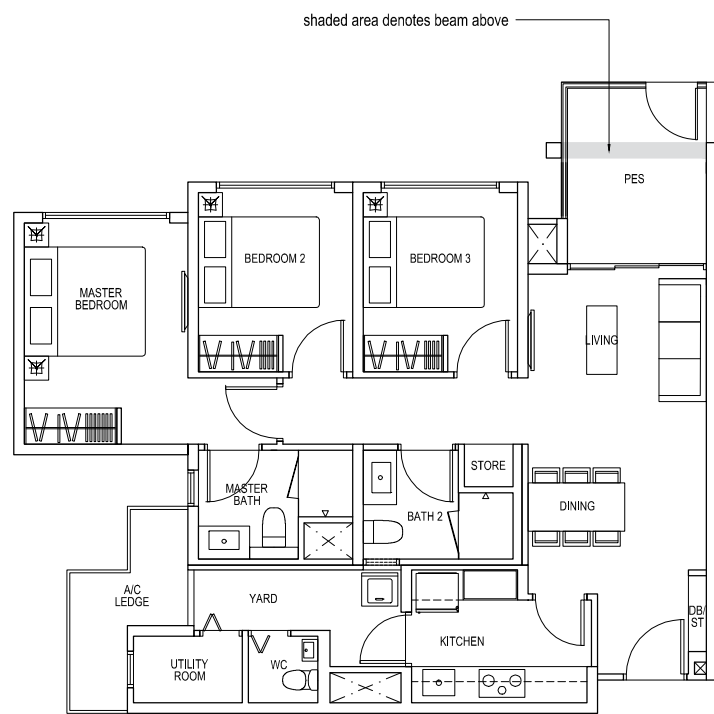 shaded area denotes beam above
PES
BEDROOM 2
BEDROOM 3
MASTER
BEDROOM
LIVING
STORE
MASTER
BATH
BATH 2
DINING
A/C
LEDGE
YARD
DB/
ST
KITCHEN
UTILITY
ROOM
WC